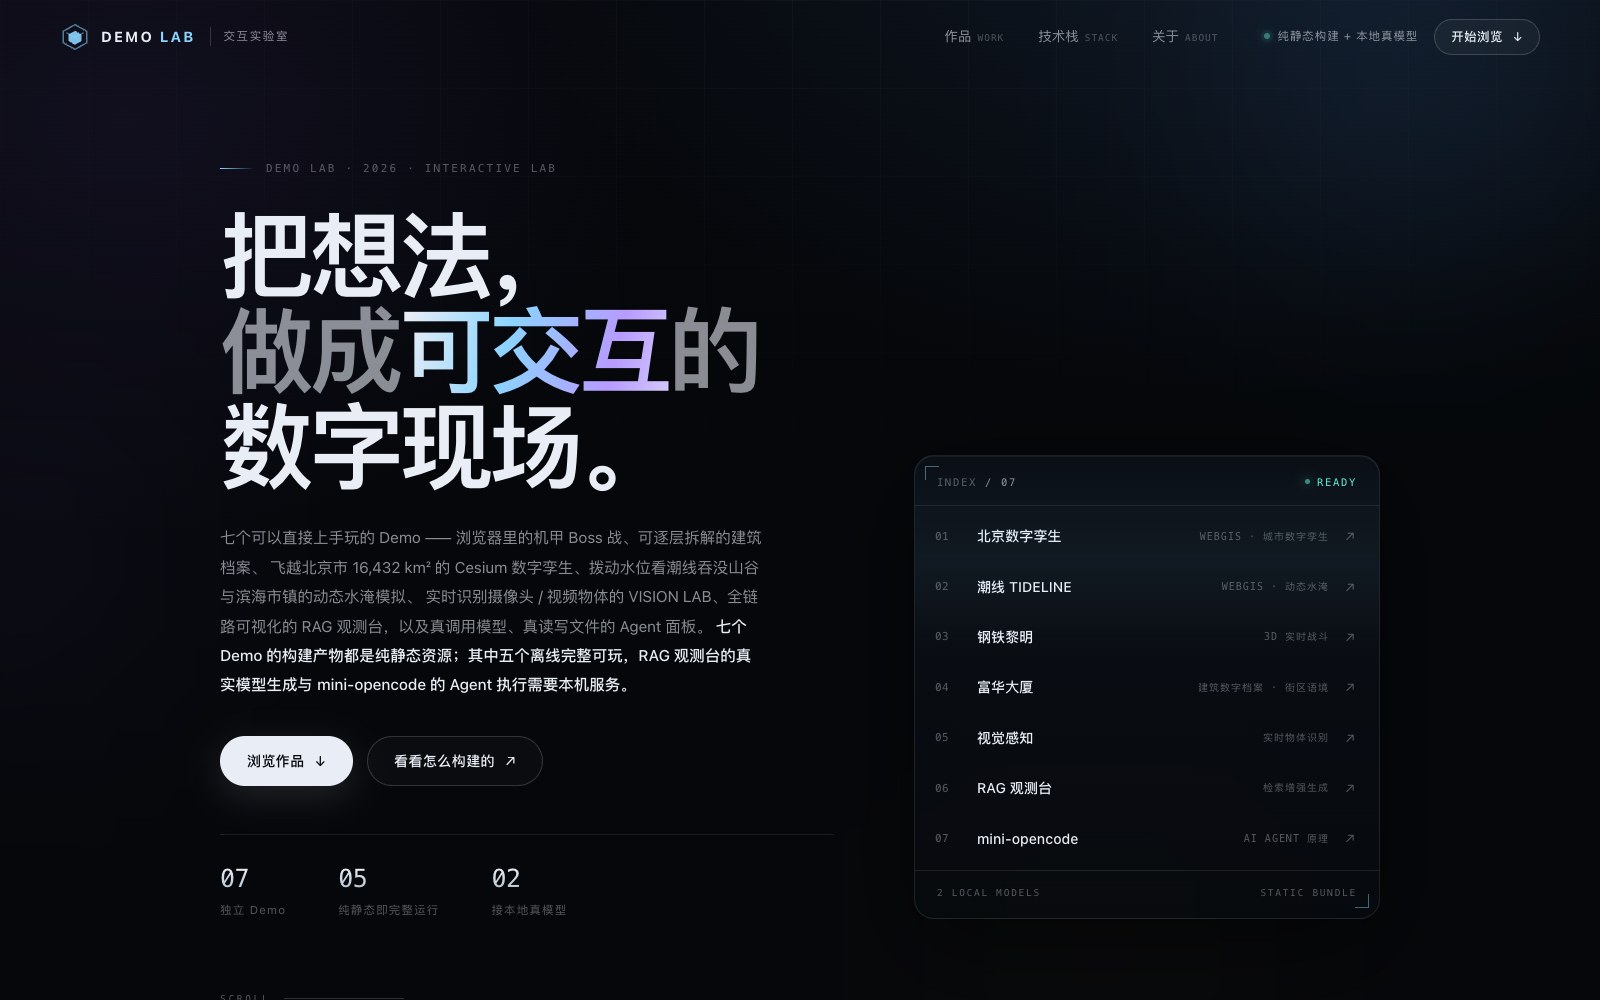 DEMO LAB 交互实验室
作品 WORK 技术栈 STACK 关于 ABOUT 纯静态构建 + 本地真模型 开始浏览 ↓
DEMO LAB · 2026 · INTERACTIVE LAB
把想法，
做成可交互的
数字现场。
七个可以直接上手玩的 Demo —— 浏览器里的机甲 Boss 战、可逐层拆解的建筑
档案、 飞越北京市 16,432 km² 的 Cesium 数字孪生、拨动水位看潮线吞没山谷
与滨海市镇的动态水淹模拟、 实时识别摄像头 / 视频物体的 VISION LAB、全链
路可视化的 RAG 观测台，以及真调用模型、真读写文件的 Agent 面板。 七个
Demo 的构建产物都是纯静态资源；其中五个离线完整可玩，RAG 观测台的真
实模型生成与 mini-opencode 的 Agent 执行需要本机服务。
浏览作品 ↓ 看看怎么构建的 ↗
07 05 02
独立 Demo 纯静态即完整运行 接本地真模型
SCROLL
INDEX / 07 READY
01 北京数字孪生 WEBGIS · 城市数字孪生 ↗
02 潮线 TIDELINE WEBGIS · 动态水淹 ↗
03 钢铁黎明 3D 实时战斗 ↗
04 富华大厦 建筑数字档案 · 街区语境 ↗
05 视觉感知 实时物体识别 ↗
06 RAG 观测台 检索增强生成 ↗
07 mini-opencode AI AGENT 原理 ↗
2 LOCAL MODELS STATIC BUNDLE